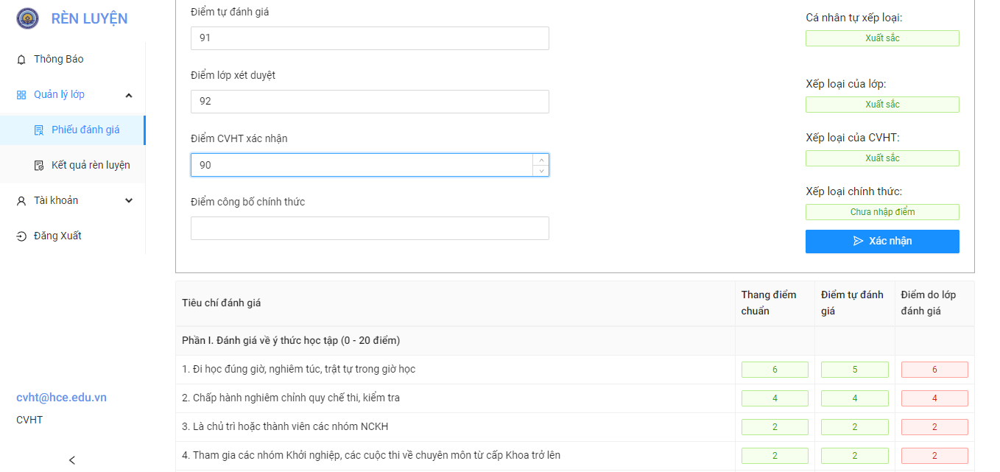 RÈN LUYỆN
Thông Báo
Quản lý lớp
Phiếu đánh giá
Kết quả rèn luyện
Tài khoản
Đăng Xuất
cvht@hce.edu.vn
CVHT
Điểm tự đánh giá
91
Điểm lớp xét duyệt
92
Điểm CVHT xác nhận
90
Điểm công bố chính thức
Cá nhân tự xếp loại:
Xuất sắc
Xếp loại của lớp:
Xuất sắc
Xếp loại của CVHT:
Xuất sắc
Xếp loại chính thức:
Chưa nhập điểm
Xác nhận
Tiêu chí đánh giá
Thang điểm
chuẩn
Điểm tự đánh
giá
Điểm do lớp
đánh giá
Phần I. Đánh giá về ý thức học tập (0 - 20 điểm)
1. Đi học đúng giờ, nghiêm túc, trật tự trong giờ học 6 5 6
2. Chấp hành nghiêm chỉnh quy chế thi, kiểm tra 4 4 4
3. Là chủ trì hoặc thành viên các nhóm NCKH 2 2 2
4. Tham gia các nhóm Khởi nghiệp, các cuộc thi về chuyên môn từ cấp Khoa trở lên 2 2 2